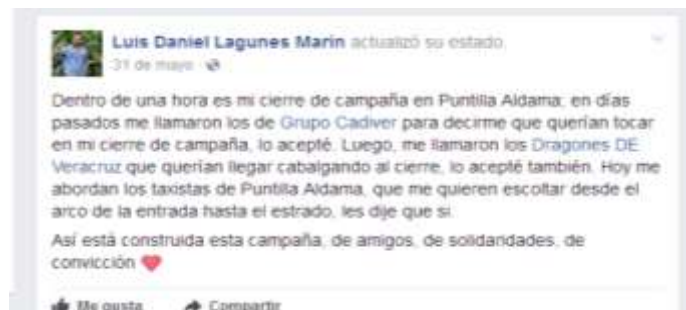 Luis Daniel Lagunes Marin actualizó su estado.
31 de mayo
Dentro de una hora es mi cierre de campaña en Puntilla Aldama; en días
pasados me llamaron los de Grupo Cadiver para decirme que querían tocar
en mi cierre de campaña, lo acepté. Luego, me llamaron los Dragones DE
Veracruz que querían llegar cabalgando al cierre, lo acepté también. Hoy me
abordan los taxistas de Puntilla Aldama, que me quieren escoltar desde el
arco de la entrada hasta el estrado, les dije que si.
Así está construida esta campaña, de amigos, de solidaridades, de
convicción ❤
Me gusta Compartir